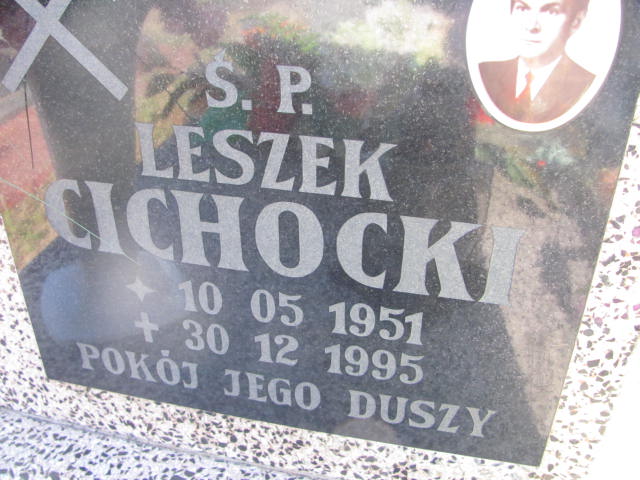 Ś. P.
LESZEK
CICHOCKI
10 05 1951
30 12 1995
POKÓJ JEGO DUSZY